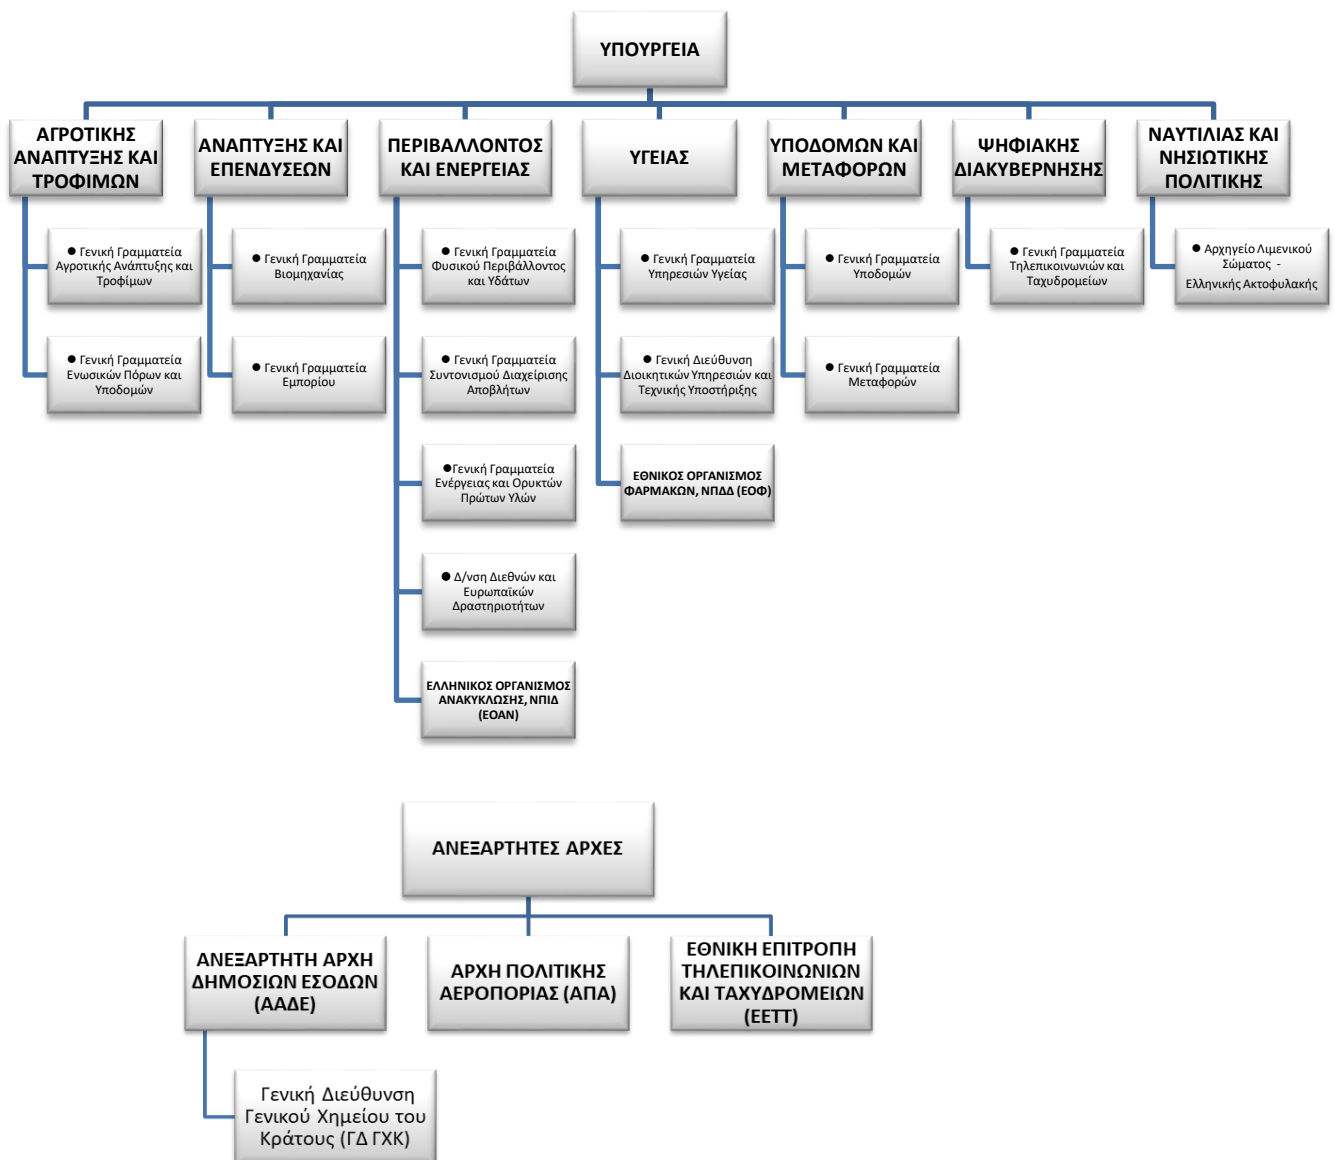 ΥΠΟΥΡΓΕΙΑ
ΑΓΡΟΤΙΚΗΣ
ΑΝΑΠΤΥΞΗΣ ΚΑΙ
ΤΡΟΦΙΜΩΝ
● Γενική Γραμματεία
Αγροτικής Ανάπτυξης και
Τροφίμων
● Γενική Γραμματεία
Ενωσικών Πόρων και
Υποδομών
ΑΝΑΠΤΥΞΗΣ ΚΑΙ
ΕΠΕΝΔΥΣΕΩΝ
● Γενική Γραμματεία
Βιομηχανίας
● Γενική Γραμματεία
Εμπορίου
ΠΕΡΙΒΑΛΛΟΝΤΟΣ
ΚΑΙ ΕΝΕΡΓΕΙΑΣ
● Γενική Γραμματεία
Φυσικού Περιβάλλοντος
και Υδάτων
● Γενική Γραμματεία
Συντονισμού Διαχείρισης
Αποβλήτων
●Γενική Γραμματεία
Ενέργειας και Ορυκτών
Πρώτων Υλών
● Δ/νση Διεθνών και
Ευρωπαϊκών
Δραστηριοτήτων
ΕΛΛΗΝΙΚΟΣ ΟΡΓΑΝΙΣΜΟΣ
ΑΝΑΚΥΚΛΩΣΗΣ, ΝΠΙΔ
(ΕΟΑΝ)
ΥΓΕΙΑΣ
● Γενική Γραμματεία
Υπηρεσιών Υγείας
● Γενική Διεύθυνση
Διοικητικών Υπηρεσιών και
Τεχνικής Υποστήριξης
ΕΘΝΙΚΟΣ ΟΡΓΑΝΙΣΜΟΣ
ΦΑΡΜΑΚΩΝ, ΝΠΔΔ (ΕΟΦ)
ΥΠΟΔΟΜΩΝ ΚΑΙ
ΜΕΤΑΦΟΡΩΝ
● Γενική Γραμματεία
Υποδομών
● Γενική Γραμματεία
Μεταφορών
ΨΗΦΙΑΚΗΣ
ΔΙΑΚΥΒΕΡΝΗΣΗΣ
● Γενική Γραμματεία
Τηλεπικοινωνιών και
Ταχυδρομείων
ΝΑΥΤΙΛΙΑΣ ΚΑΙ
ΝΗΣΙΩΤΙΚΗΣ
ΠΟΛΙΤΙΚΗΣ
● Αρχηγείο Λιμενικού
Σώματος -
Ελληνικής Ακτοφυλακής
ΑΝΕΞΑΡΤΗΤΕΣ ΑΡΧΕΣ
ΑΝΕΞΑΡΤΗΤΗ ΑΡΧΗ
ΔΗΜΟΣΙΩΝ ΕΣΟΔΩΝ
(ΑΑΔΕ)
Γενική Διεύθυνση
Γενικού Χημείου του
Κράτους (ΓΔ ΓΧΚ)
ΑΡΧΗ ΠΟΛΙΤΙΚΗΣ
ΑΕΡΟΠΟΡΙΑΣ (ΑΠΑ)
ΕΘΝΙΚΗ ΕΠΙΤΡΟΠΗ
ΤΗΛΕΠΙΚΟΙΝΩΝΙΩΝ
ΚΑΙ ΤΑΧΥΔΡΟΜΕΙΩΝ
(ΕΕΤΤ)